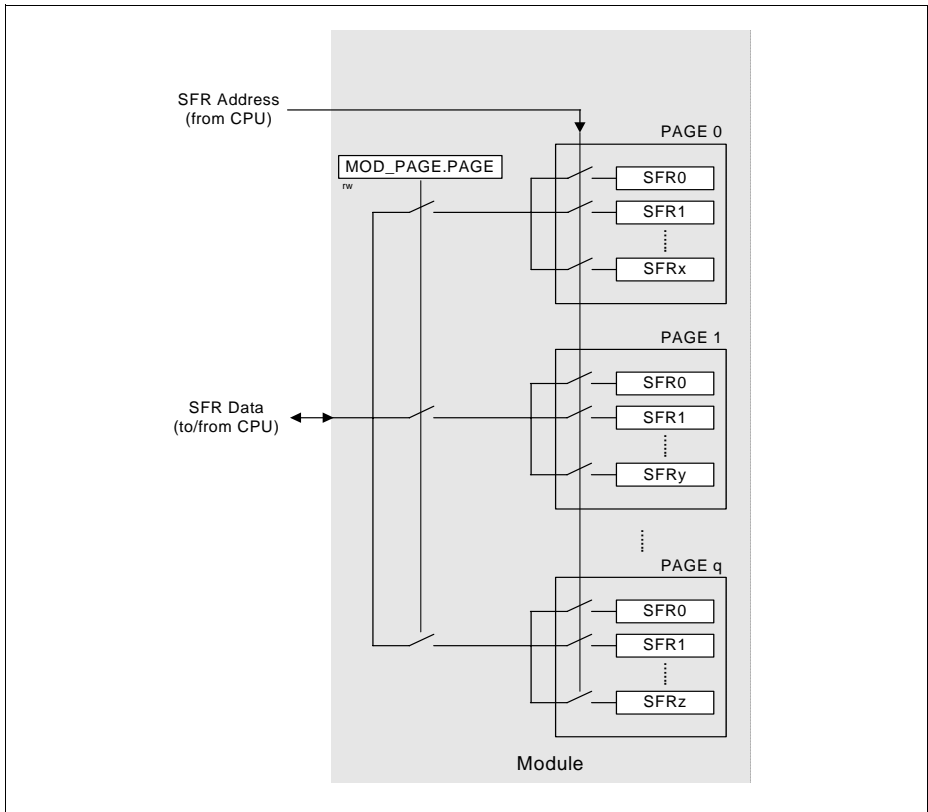 SFR Address
(from CPU)
PAGE 0
MOD_PAGE.PAGE
rw
SFR0
SFR1
SFRx
PAGE 1
SFR0
SFR1
SFRy
SFR Data
(to/from CPU)
PAGE q
SFR0
SFR1
SFRz
Module